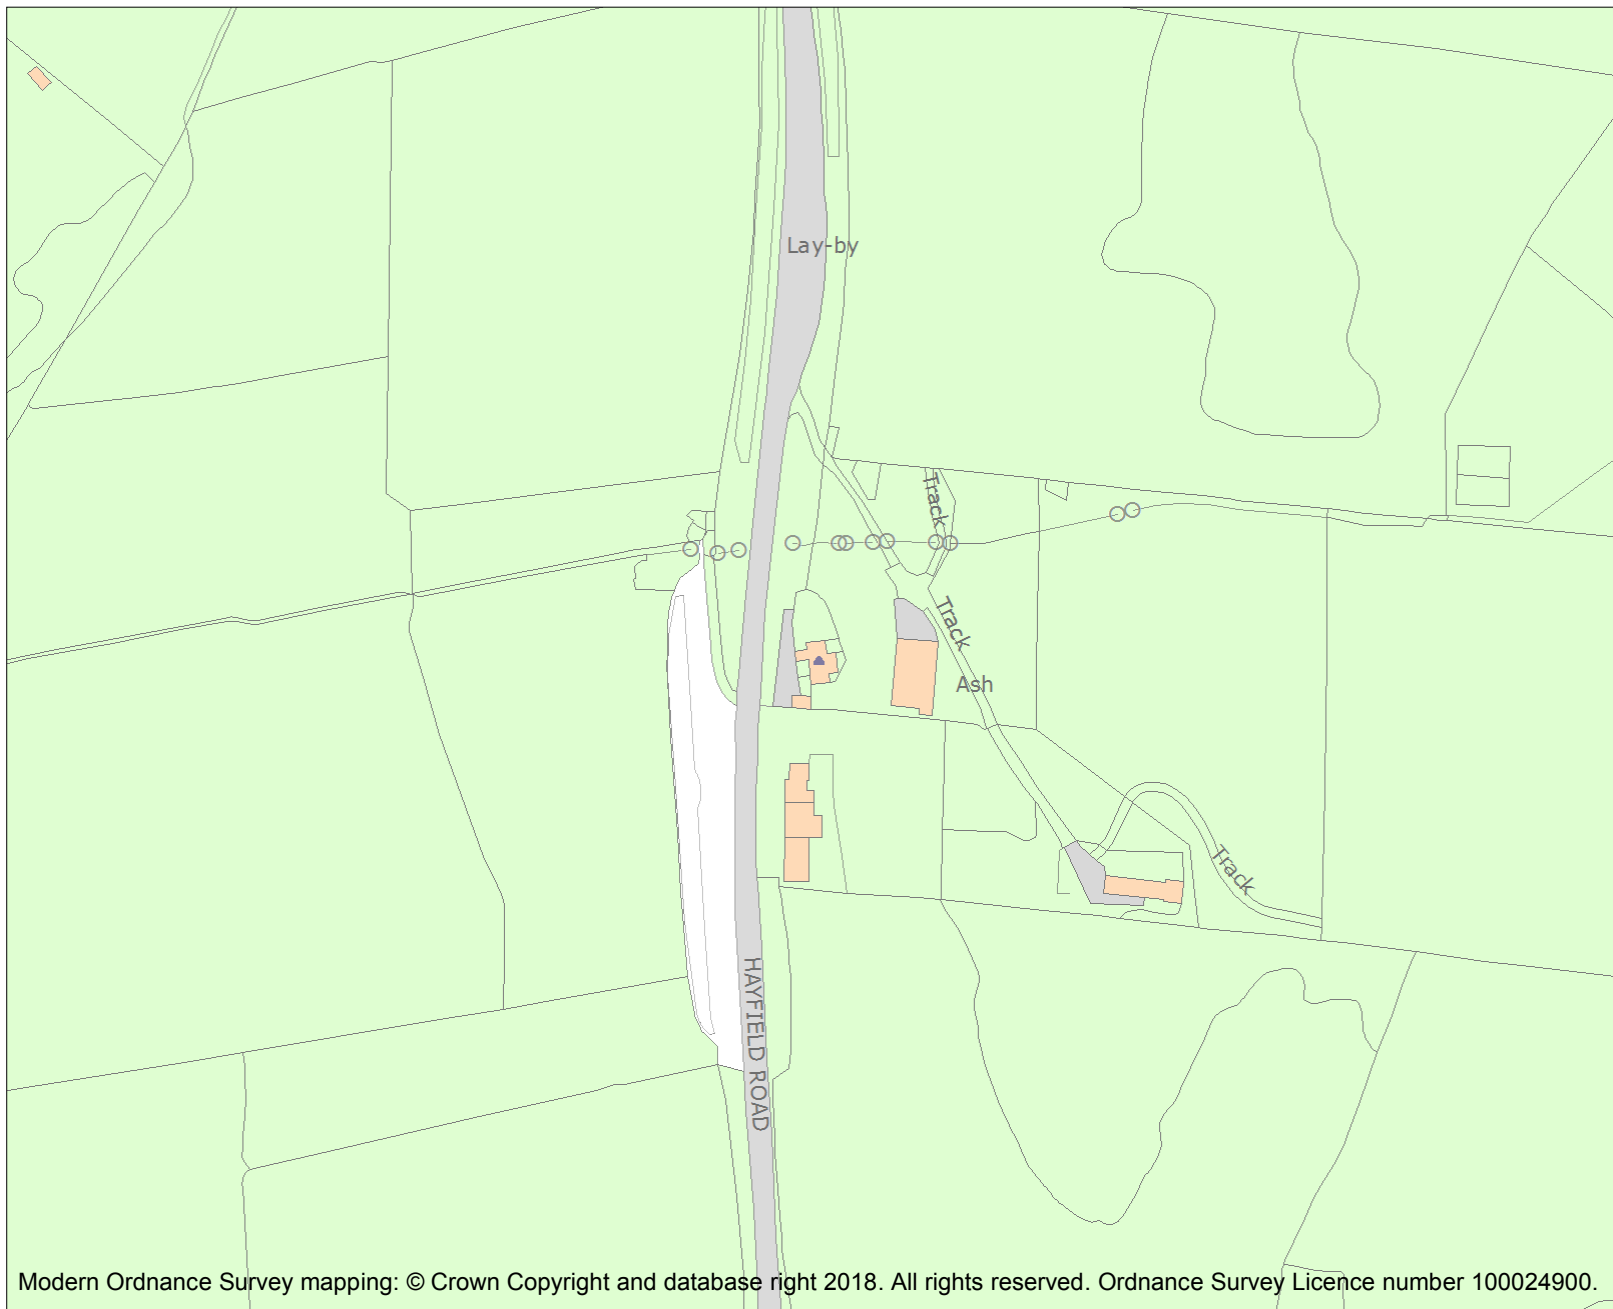 Lay-by
Track
Track
Ash
Track
HAYFIELD ROAD
Modern Ordnance Survey mapping: © Crown Copyright and database right 2018. All rights reserved. Ordnance Survey Licence number 100024900.